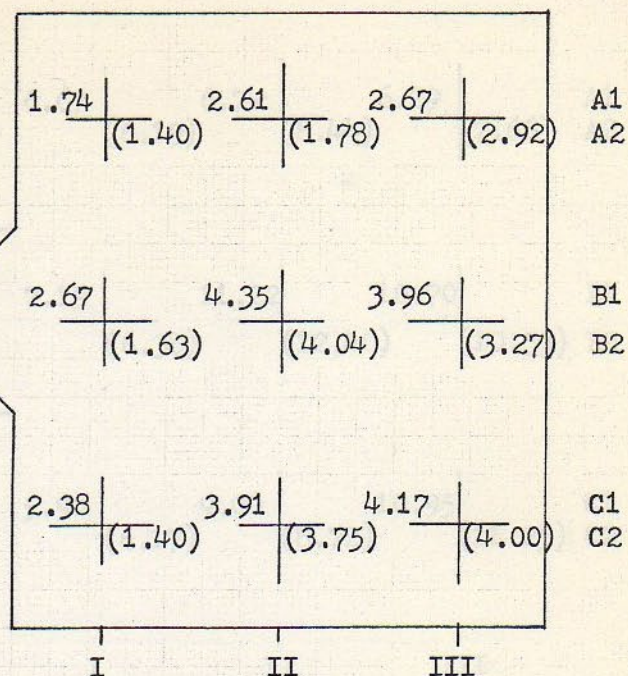 1.74 2.61 2.67 A1
(1.40) (1.78) (2.92) A2
2.67 4.35 3.96 B1
(1.63) (4.04) (3.27) B2
2.38 3.91 4.17 C1
(1.40) (3.75) (4.00) C2
I II III